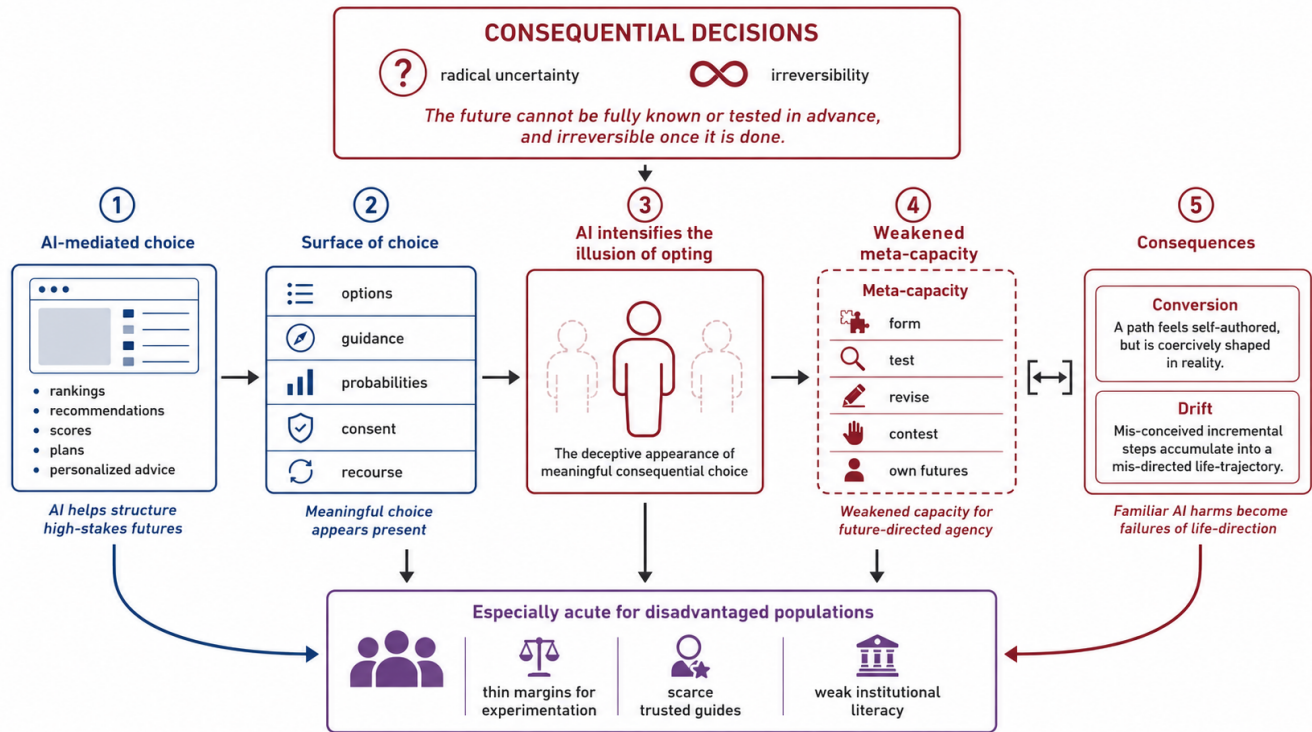 CONSEQUENTIAL DECISIONS
?
radical uncertainty
irreversibility
The future cannot be fully known or tested in advance,
and irreversible once it is done.
1
AI-mediated choice
rankings
recommendations
scores
plans
personalized advice
AI helps structure
high-stakes futures
2
Surface of choice
options
guidance
probabilities
consent
recourse
Meaningful choice
appears present
3
AI intensifies the
illusion of opting
The deceptive appearance of
meaningful consequential choice
4
Weakened
meta-capacity
Meta-capacity
form
test
revise
contest
own futures
Weakened capacity for
future-directed agency
5
Consequences
Conversion
A path feels self-authored,
but is coercively shaped
in reality.
Drift
Mis-conceived incremental
steps accumulate into a
mis-directed life-trajectory.
Familiar AI harms become
failures of life-direction
Especially acute for disadvantaged populations
thin margins for
experimentation
scarce
trusted guides
weak institutional
literacy